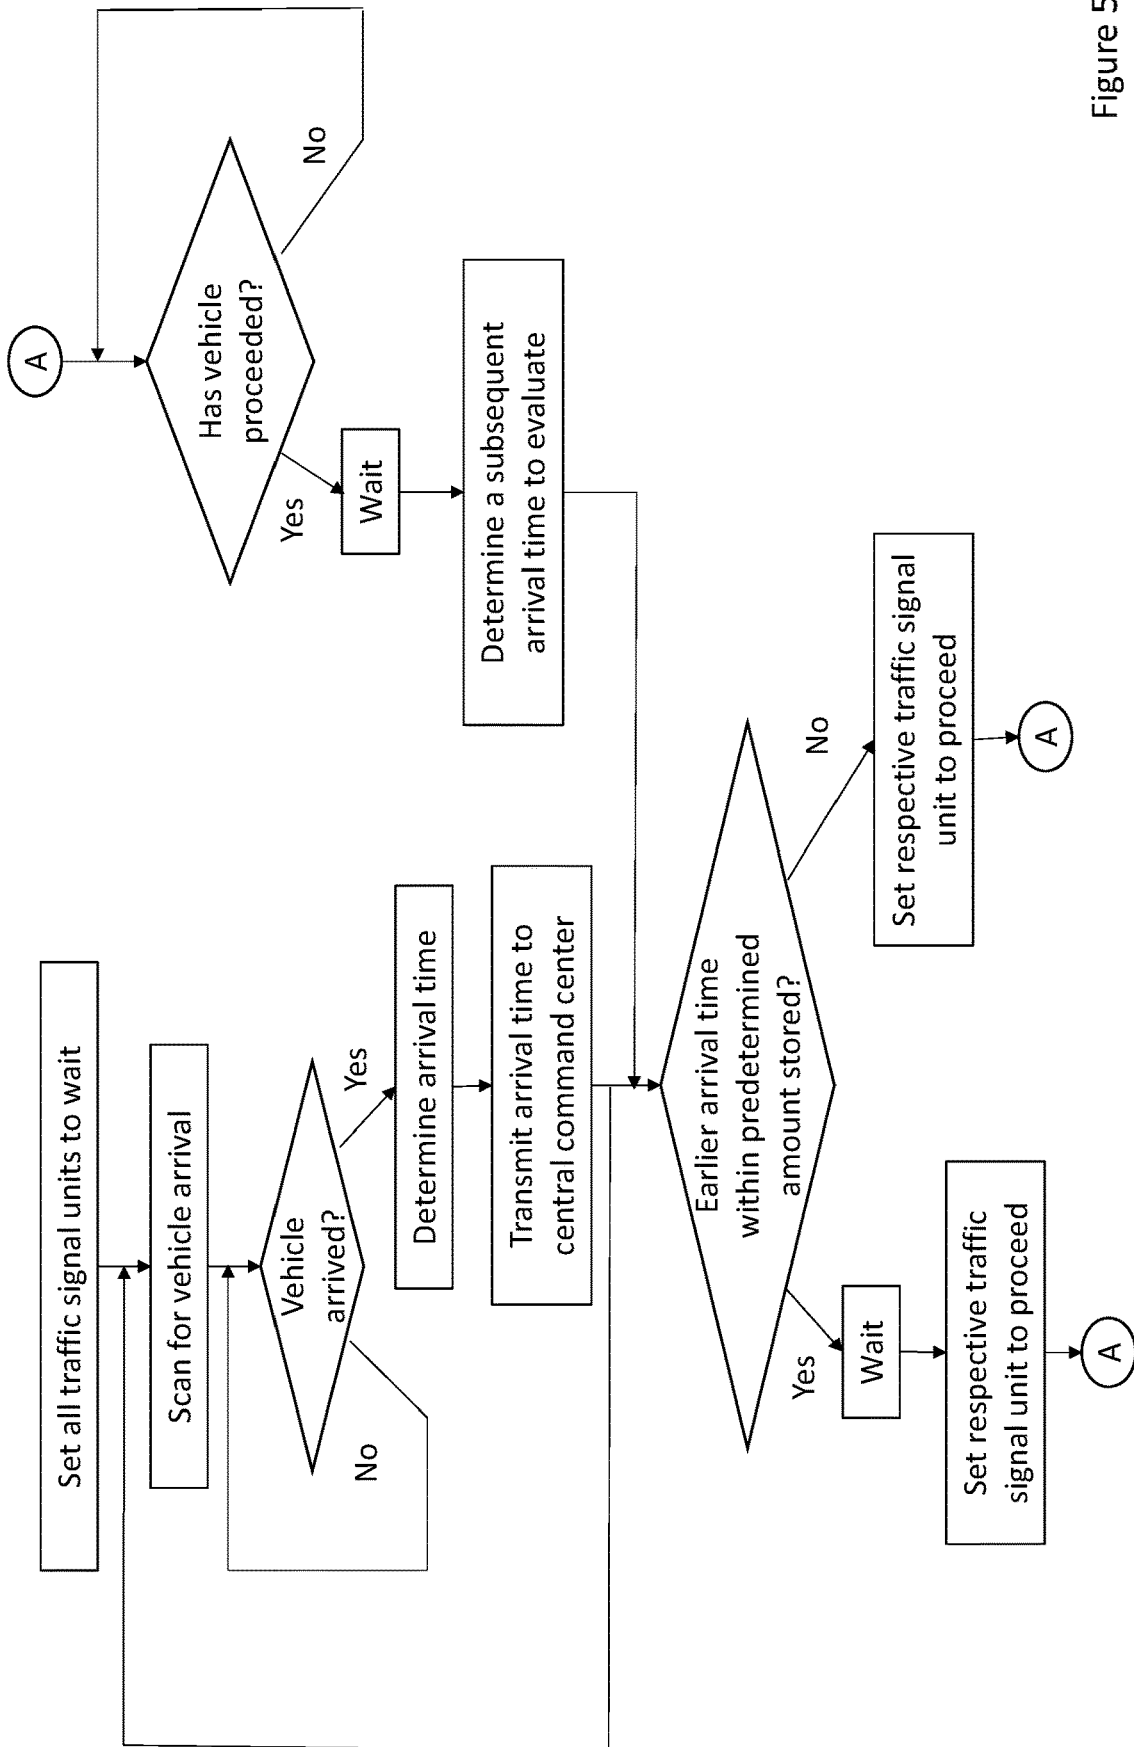 Set all traffic signal units to wait
Scan for vehicle arrival
Vehicle
arrived?
No
Yes
Determine arrival time
Transmit arrival time to
central command center
Earlier arrival time
within predetermined
amount stored?
Yes
No
Wait
Set respective traffic
signal unit to proceed
A
Set respective traffic signal
unit to proceed
A
A
Has vehicle
proceeded?
Yes
No
Wait
Determine a subsequent
arrival time to evaluate
Figure 5